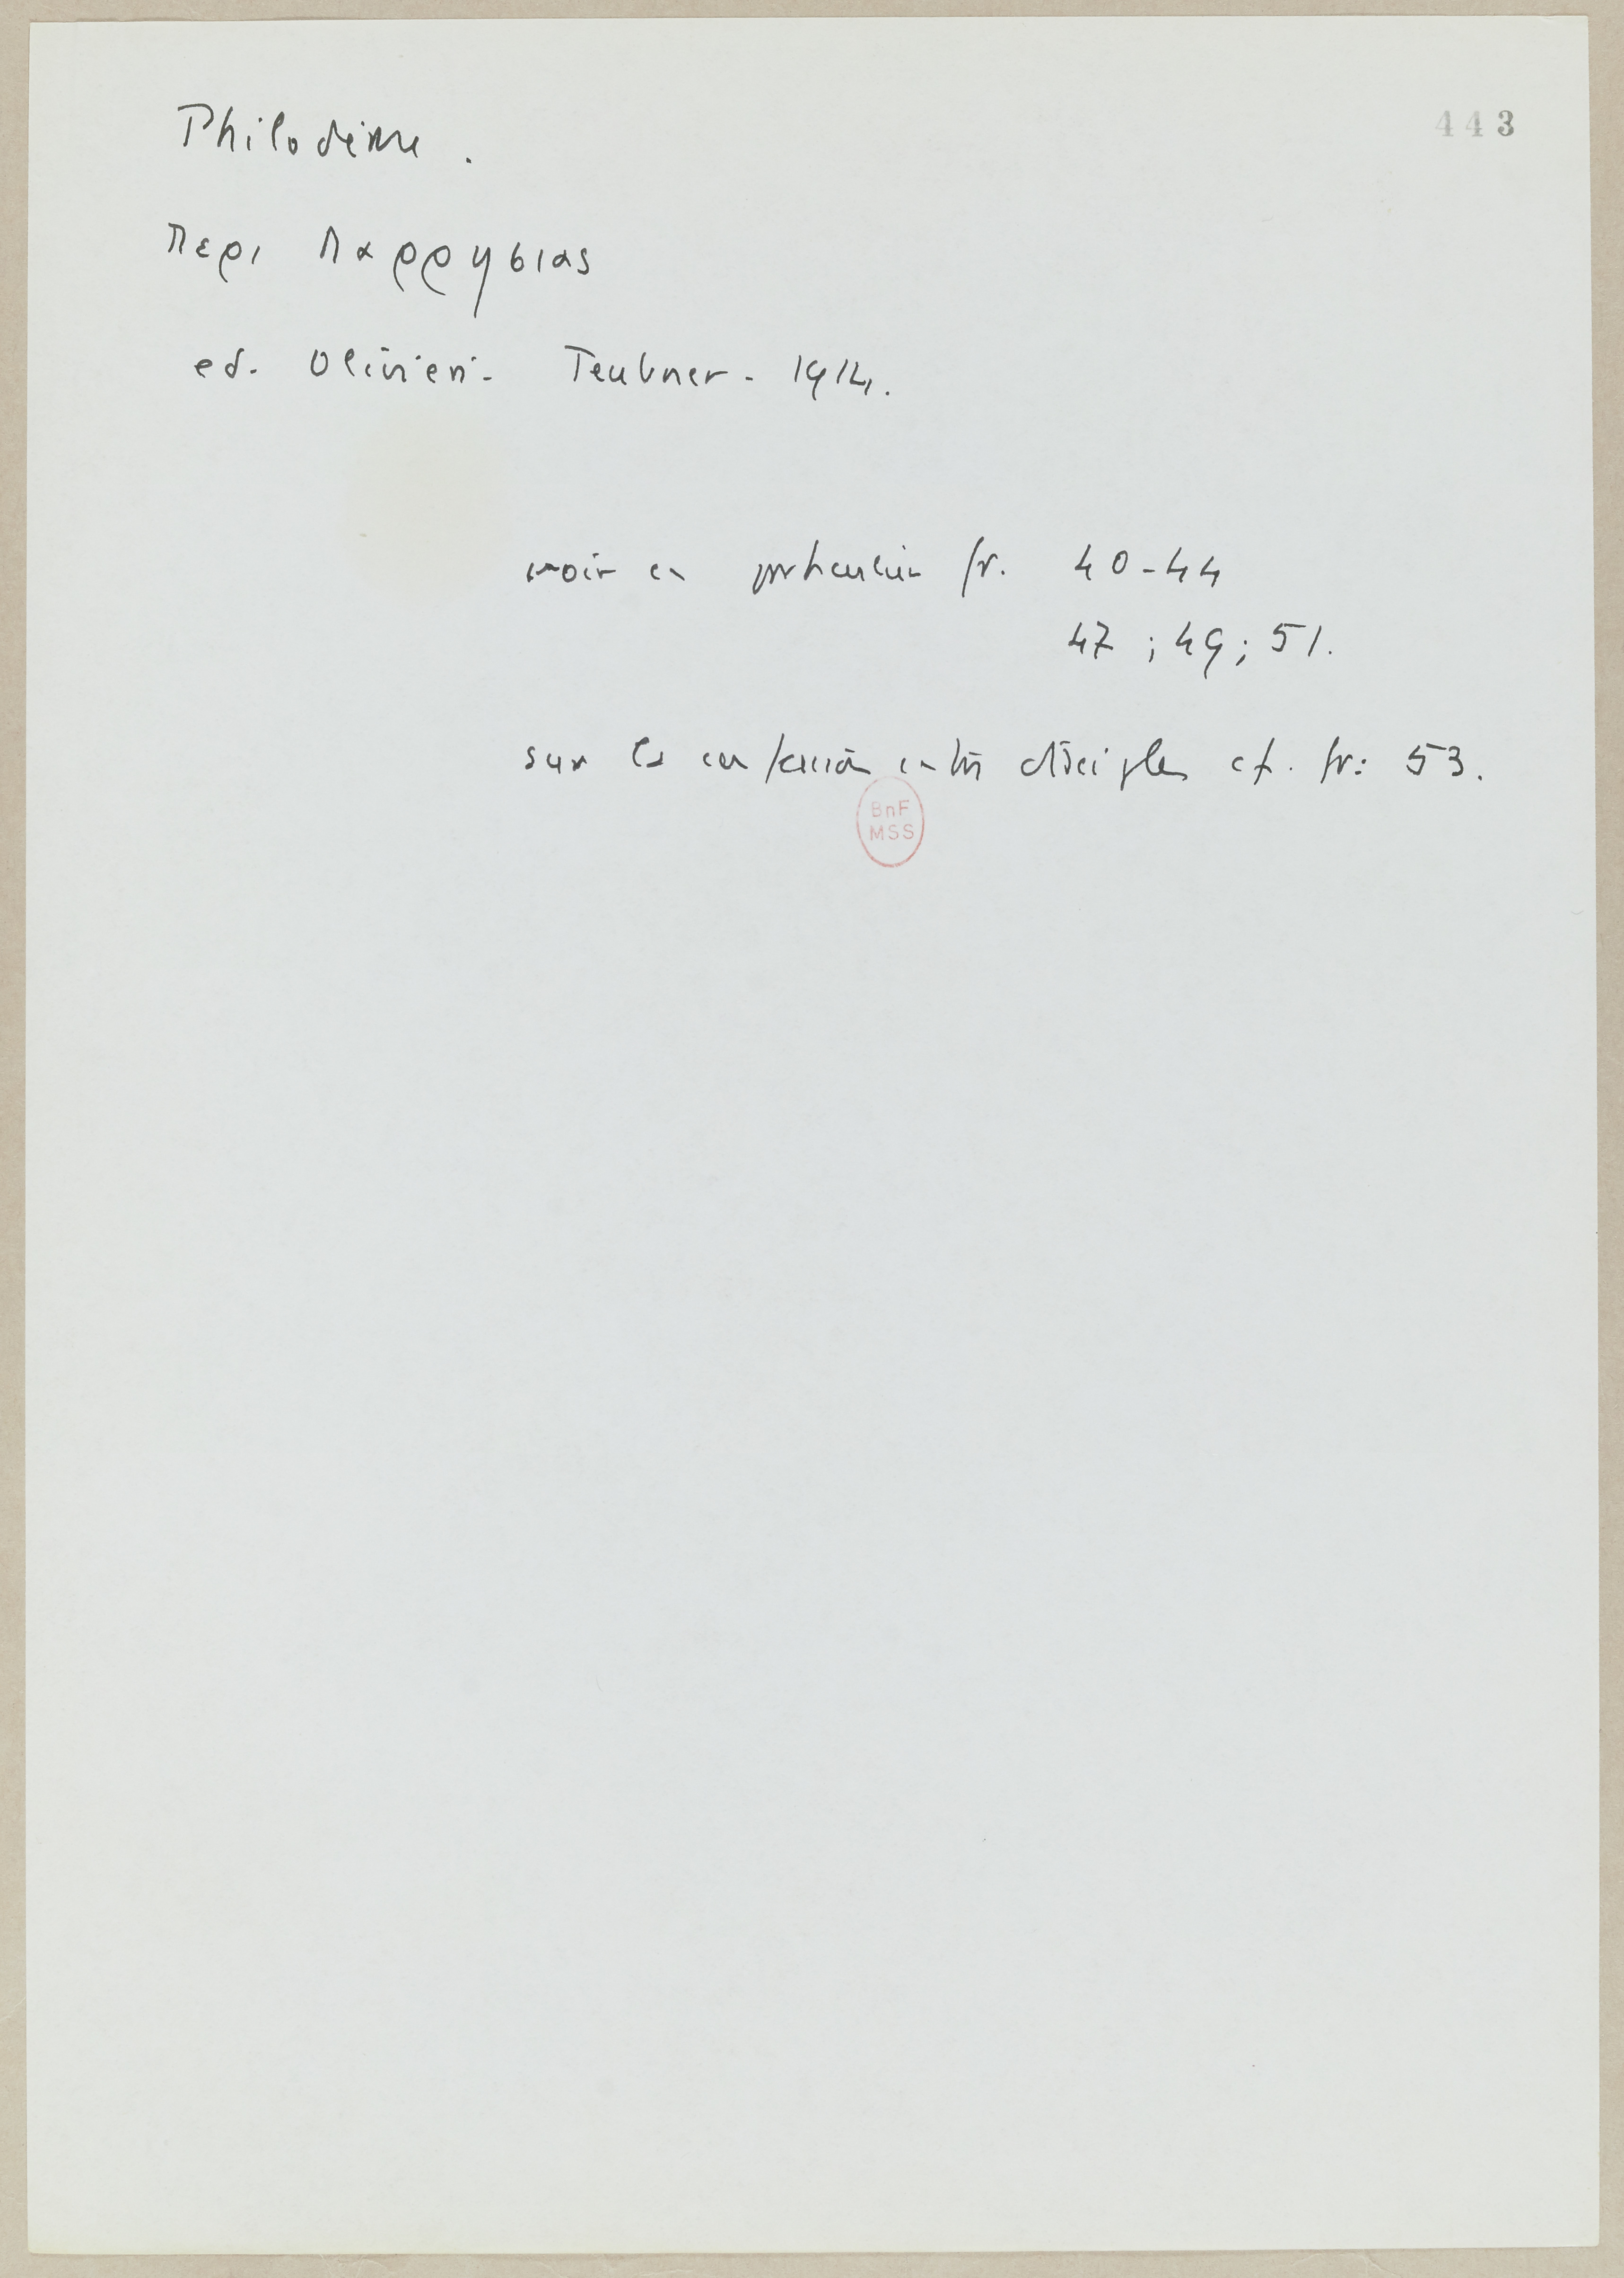 443
Philodème.
Περι Παρρησιας
ed. Olivieri - Teubner - 1914.
voir en particulier fr. 40-44
47 ; 49 ; 51.
sur la confession entre disciples cf. fr: 53.
BnF
MSS